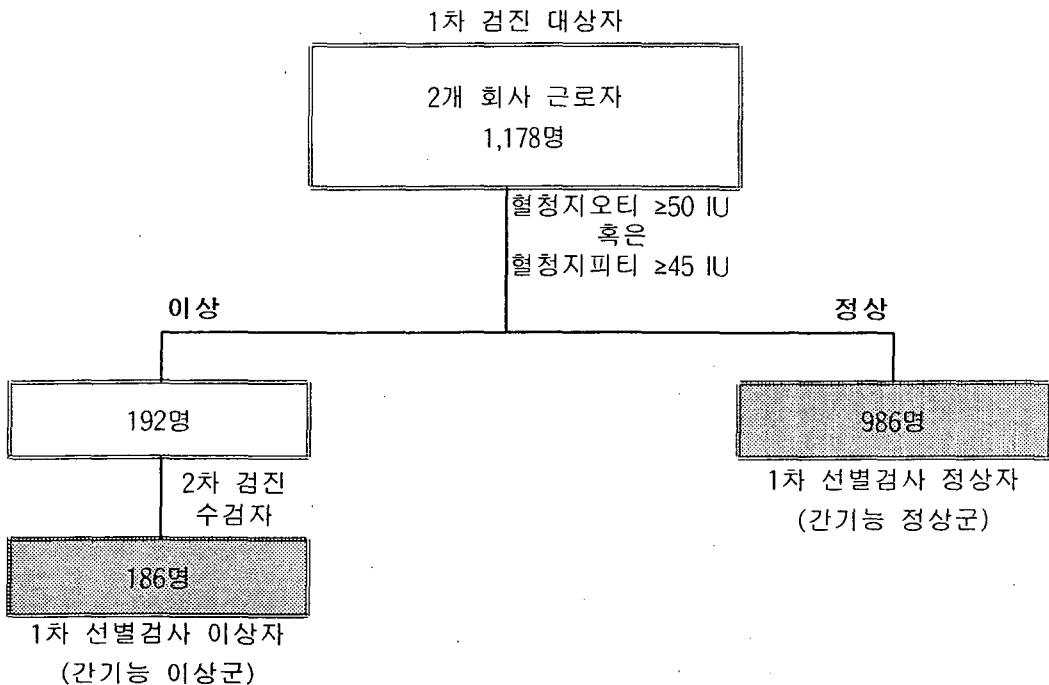 1차 검진 대상자
2개 회사 근로자
1,178명
혈청지오티 ≥50 IU
혹은
혈청지피티 ≥45 IU
이상
정상
192명
986명
2차 검진
수검자
1차 선별검사 정상자
(간기능 정상군)
186명
1차 선별검사 이상자
(간기능 이상군)